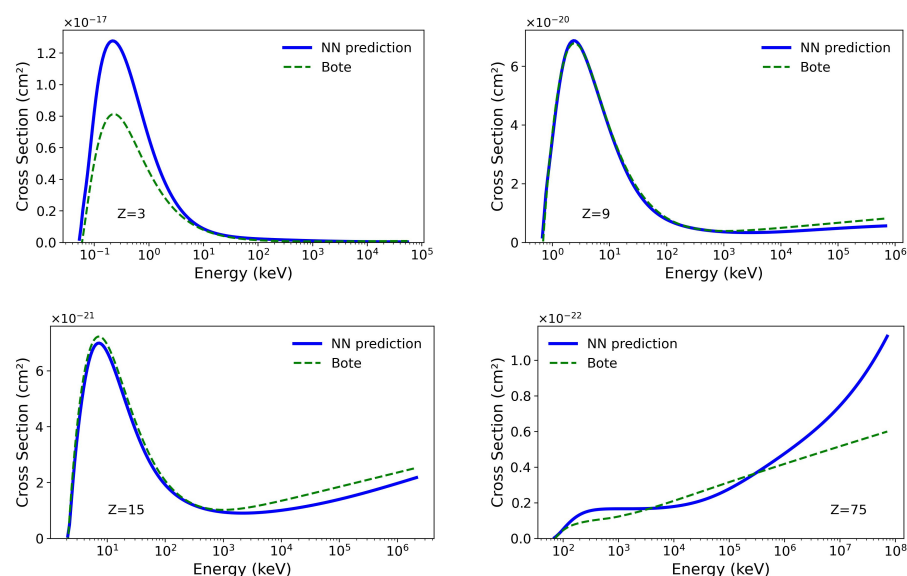 ×10⁻¹⁷
1.2
1.0
0.8
0.6
0.4
0.2
0.0
Cross Section (cm²)
NN prediction
Bote
Z=3
10⁻¹ 10⁰ 10¹ 10² 10³ 10⁴ 10⁵
Energy (keV)
×10⁻²⁰
6
4
2
0
Cross Section (cm²)
NN prediction
Bote
Z=9
10⁰ 10¹ 10² 10³ 10⁴ 10⁵ 10⁶
Energy (keV)
×10⁻²¹
6
4
2
0
Cross Section (cm²)
NN prediction
Bote
Z=15
10¹ 10² 10³ 10⁴ 10⁵ 10⁶
Energy (keV)
×10⁻²²
1.0
0.8
0.6
0.4
0.2
0.0
Cross Section (cm²)
NN prediction
Bote
Z=75
10² 10³ 10⁴ 10⁵ 10⁶ 10⁷ 10⁸
Energy (keV)